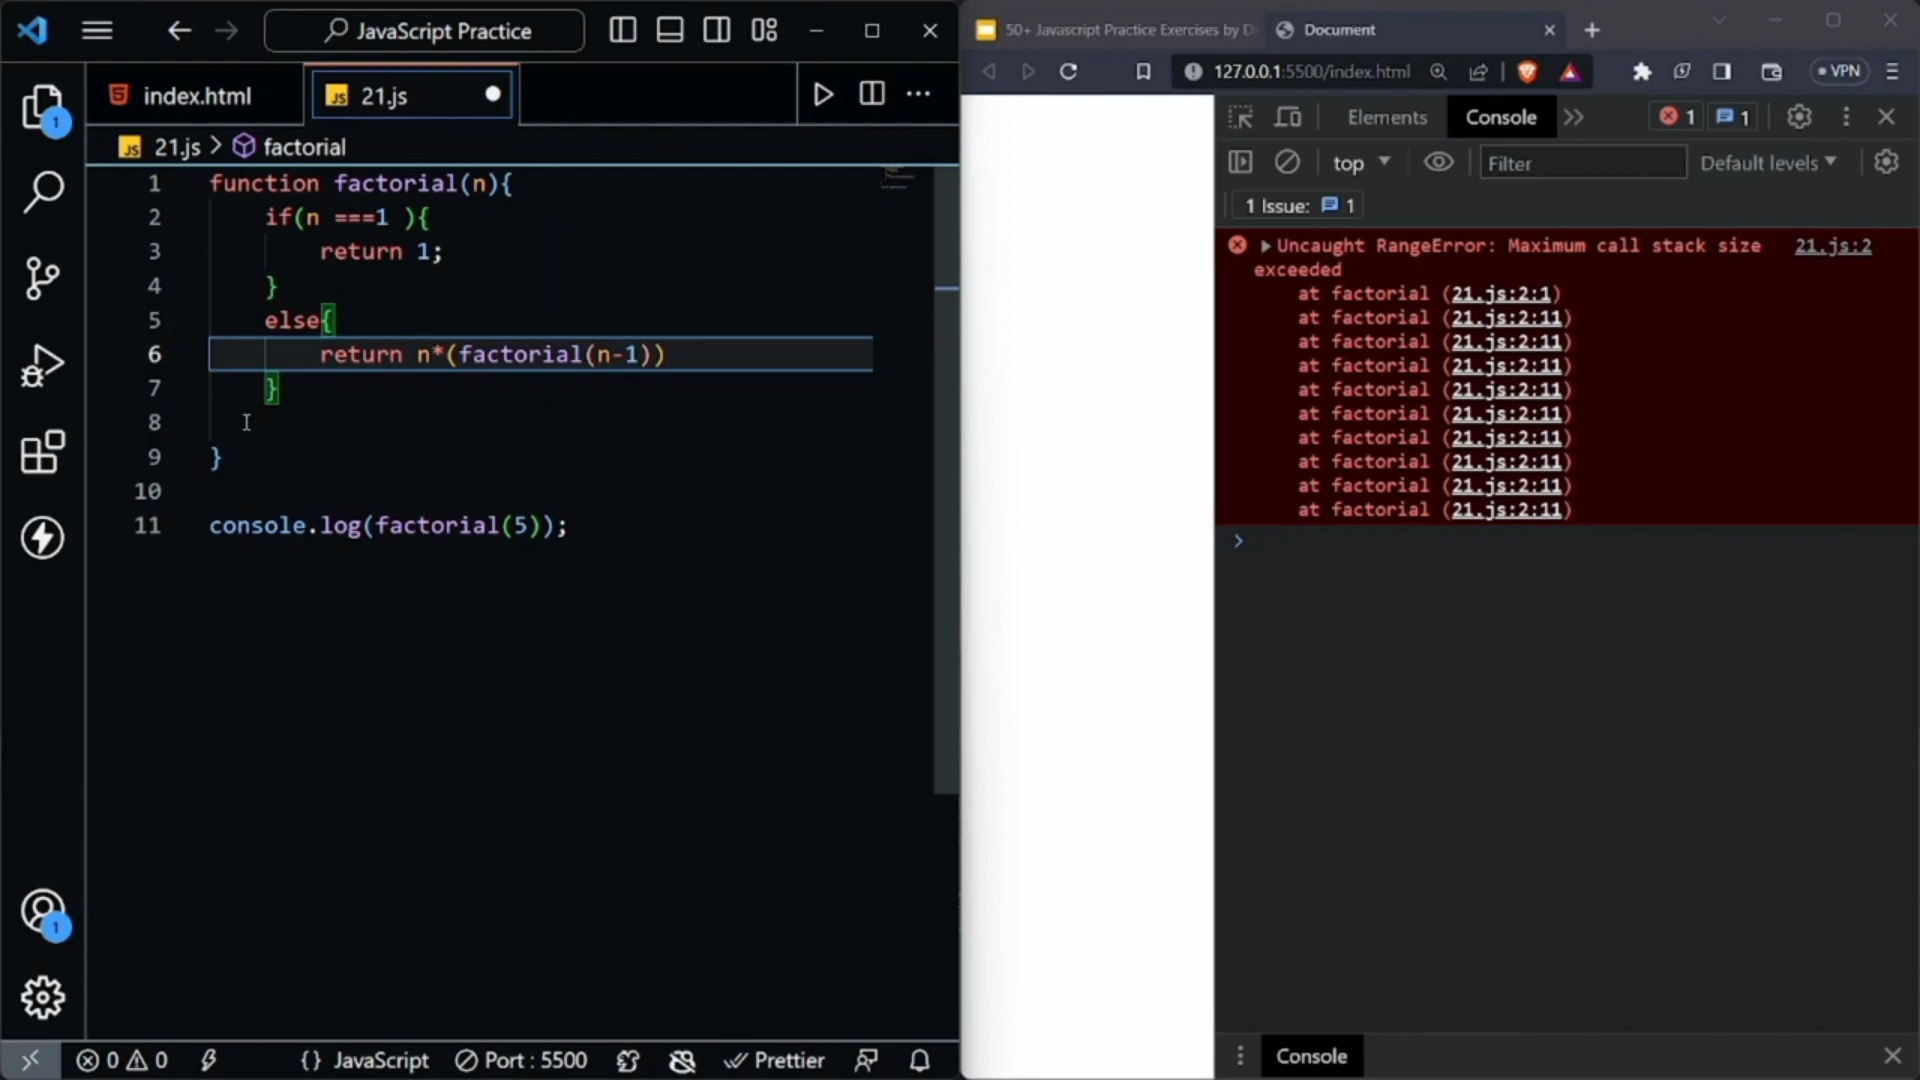 JavaScript Practice
index.html
JS 21.js
JS 21.js > factorial
1 function factorial(n){
2 if(n ===1 ){
3 return 1;
4 }
5 else{
6 return n*(factorial(n-1))
7 }
8
9 }
10
11 console.log(factorial(5));
1
1
0 0
{} JavaScript
Port : 5500
Prettier
50+ Javascript Practice Exercises by D
Document
127.0.0.1:5500/index.html
VPN
Elements
Console
1
1
top
Filter
Default levels
1 Issue: 1
Uncaught RangeError: Maximum call stack size 21.js:2
exceeded
at factorial (21.js:2:1)
at factorial (21.js:2:11)
at factorial (21.js:2:11)
at factorial (21.js:2:11)
at factorial (21.js:2:11)
at factorial (21.js:2:11)
at factorial (21.js:2:11)
at factorial (21.js:2:11)
at factorial (21.js:2:11)
at factorial (21.js:2:11)
Console